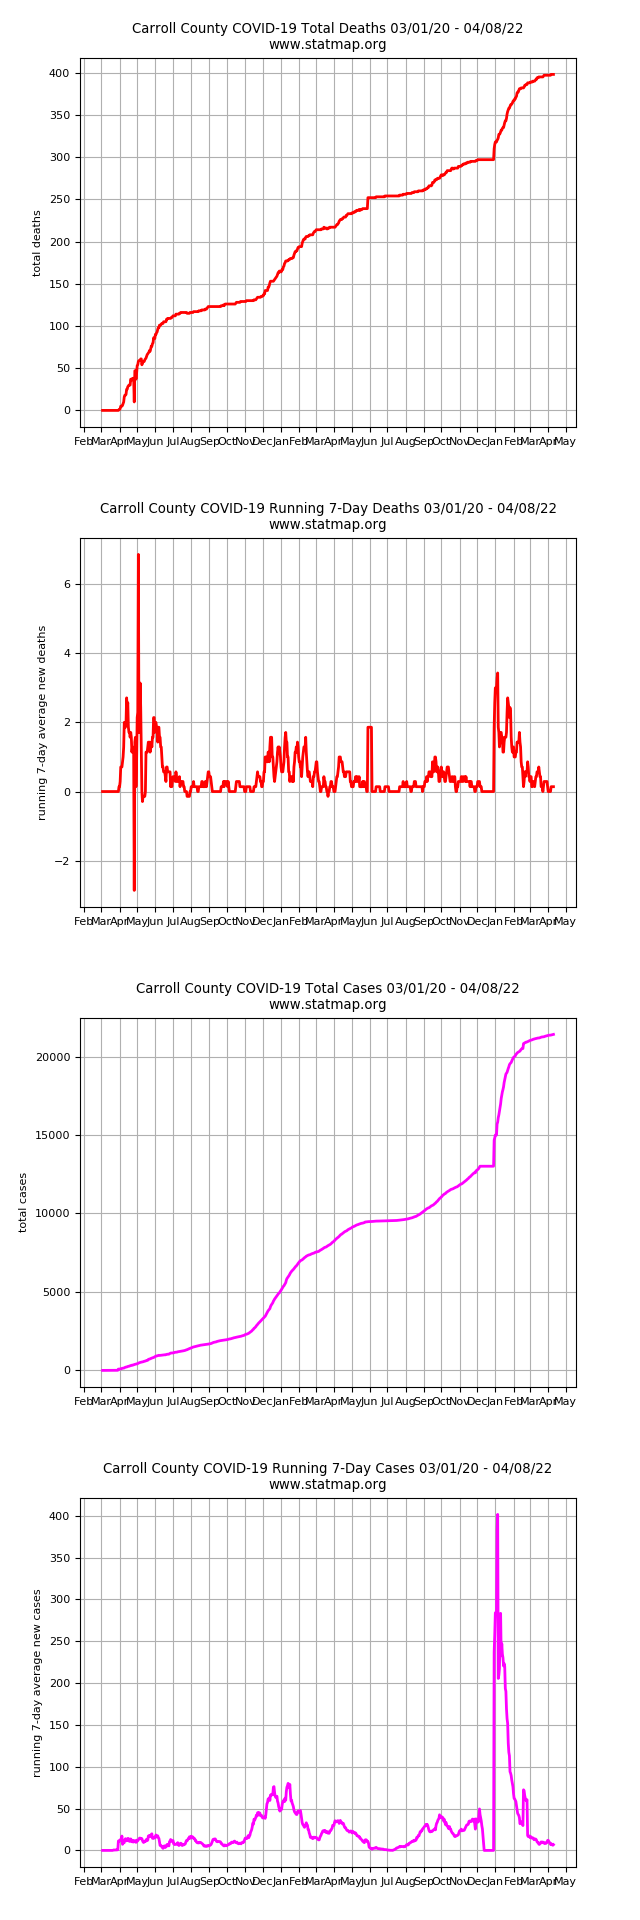 Carroll County COVID-19 Total Deaths 03/01/20 - 04/08/22
www.statmap.org
400
350
300
250
200
150
100
50
0
total deaths
Feb Mar Apr May Jun Jul Aug Sep Oct Nov Dec Jan Feb Mar Apr May Jun Jul Aug Sep Oct Nov Dec Jan Feb Mar Apr May
Carroll County COVID-19 Running 7-Day Deaths 03/01/20 - 04/08/22
www.statmap.org
6
4
2
0
−2
running 7-day average new deaths
Feb Mar Apr May Jun Jul Aug Sep Oct Nov Dec Jan Feb Mar Apr May Jun Jul Aug Sep Oct Nov Dec Jan Feb Mar Apr May
Carroll County COVID-19 Total Cases 03/01/20 - 04/08/22
www.statmap.org
20000
15000
10000
5000
0
total cases
Feb Mar Apr May Jun Jul Aug Sep Oct Nov Dec Jan Feb Mar Apr May Jun Jul Aug Sep Oct Nov Dec Jan Feb Mar Apr May
Carroll County COVID-19 Running 7-Day Cases 03/01/20 - 04/08/22
www.statmap.org
400
350
300
250
200
150
100
50
0
running 7-day average new cases
Feb Mar Apr May Jun Jul Aug Sep Oct Nov Dec Jan Feb Mar Apr May Jun Jul Aug Sep Oct Nov Dec Jan Feb Mar Apr May